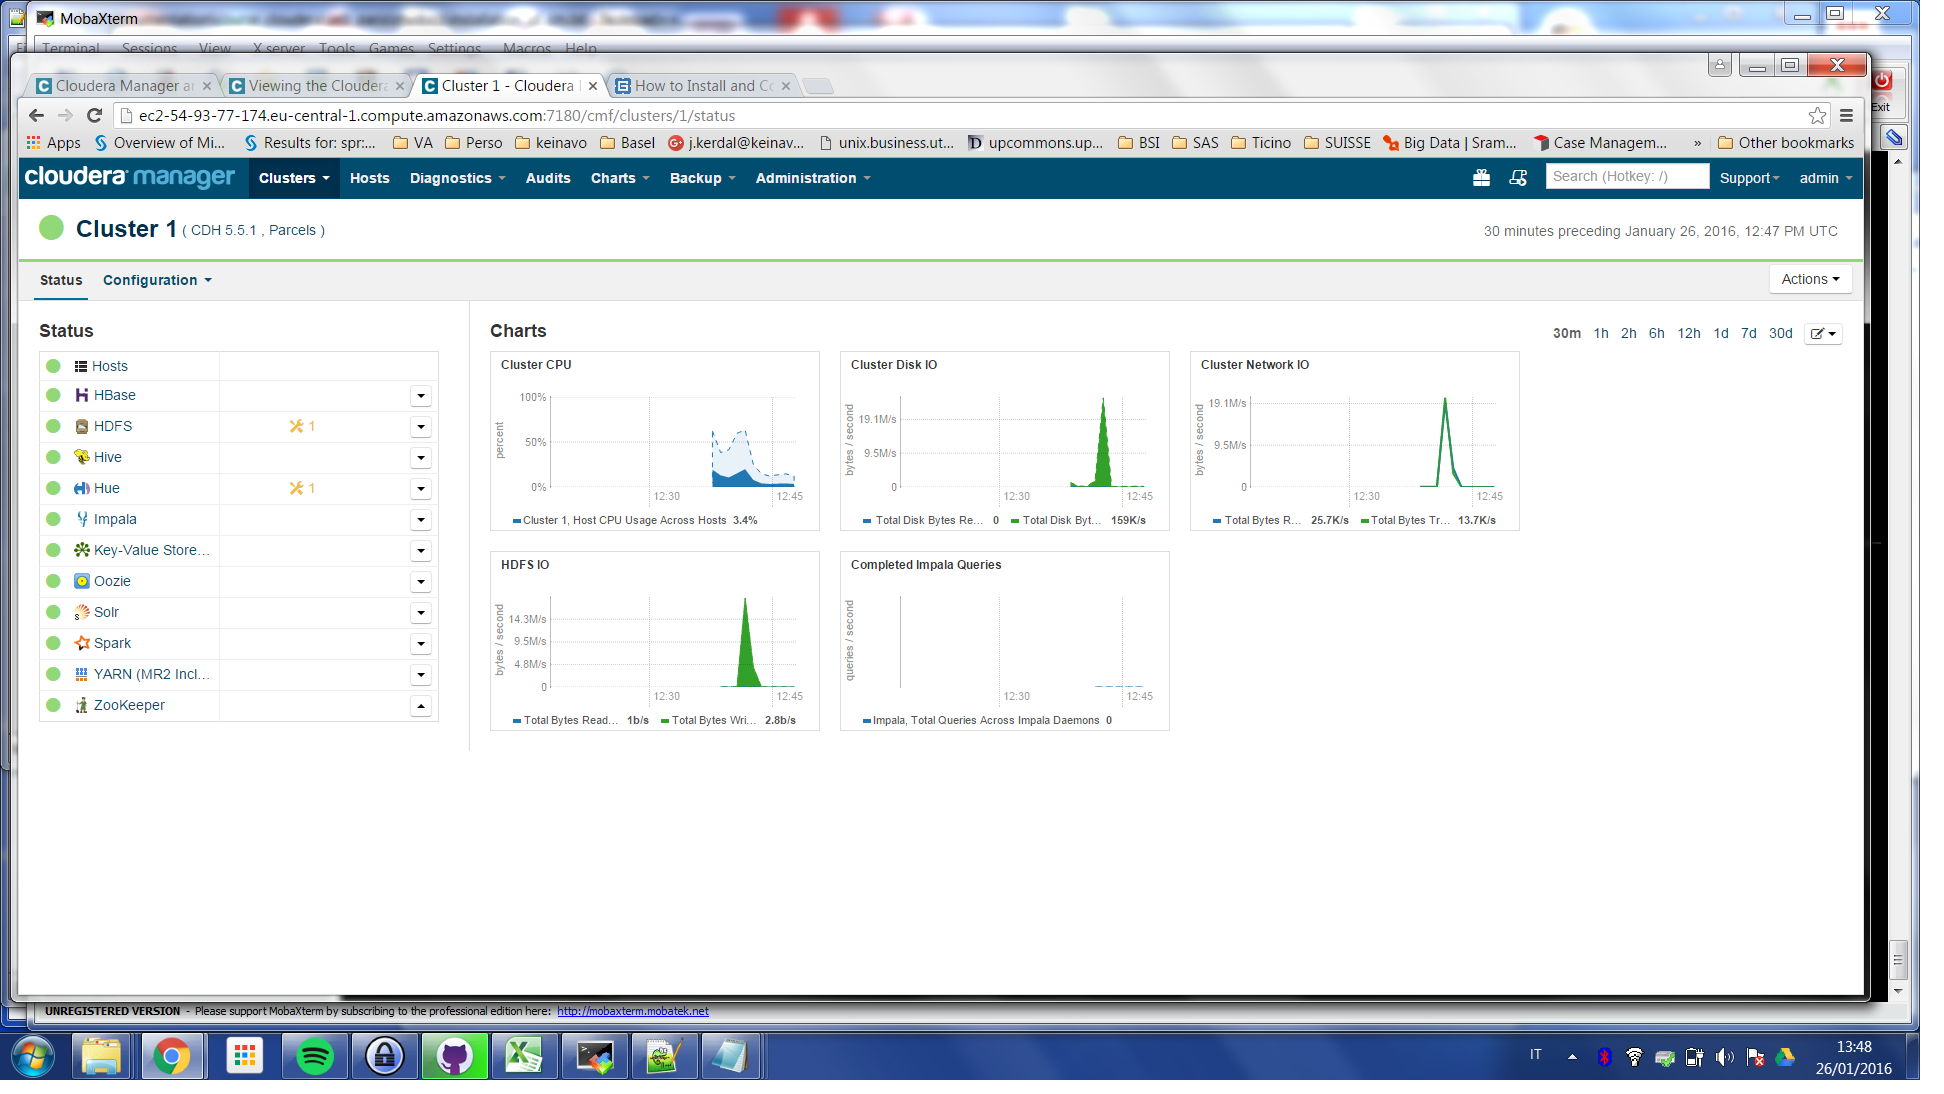 MobaXterm
Terminal Sessions View X server Tools Games Settings Macros Help
Cloudera Manager a
Viewing the Cloudera
Cluster 1 - Cloudera
How to Install and Co
Exit
ec2-54-93-77-174.eu-central-1.compute.amazonaws.com:7180/cmf/clusters/1/status
Apps Overview of Mi... Results for: spr:... VA Perso keinavo Basel j.kerdal@keinav... unix.business.ut... upcommons.up... BSI SAS Ticino SUISSE Big Data | Sram... Case Managem... » Other bookmarks
cloudera manager Clusters Hosts Diagnostics Audits Charts Backup Administration Search (Hotkey: /) Support admin
Cluster 1 ( CDH 5.5.1 , Parcels )
30 minutes preceding January 26, 2016, 12:47 PM UTC
Status Configuration
Actions
Status
Hosts
HBase
HDFS 1
Hive
Hue 1
Impala
Key-Value Store...
Oozie
Solr
Spark
YARN (MR2 Incl...
ZooKeeper
Charts
30m 1h 2h 6h 12h 1d 7d 30d
Cluster CPU
percent
100%
50%
0%
12:30 12:45
Cluster 1, Host CPU Usage Across Hosts 3.4%
Cluster Disk IO
bytes / second
19.1M/s
9.5M/s
0
12:30 12:45
Total Disk Bytes Re... 0 Total Disk Byt... 159K/s
Cluster Network IO
bytes / second
19.1M/s
9.5M/s
0
12:30 12:45
Total Bytes R... 25.7K/s Total Bytes Tr... 13.7K/s
HDFS IO
bytes / second
14.3M/s
9.5M/s
4.8M/s
0
12:30 12:45
Total Bytes Read... 1b/s Total Bytes Wri... 2.8b/s
Completed Impala Queries
queries / second
12:30 12:45
Impala, Total Queries Across Impala Daemons 0
UNREGISTERED VERSION - Please support MobaXterm by subscribing to the professional edition here: http://mobaxterm.mobatek.net
IT
13:48
26/01/2016